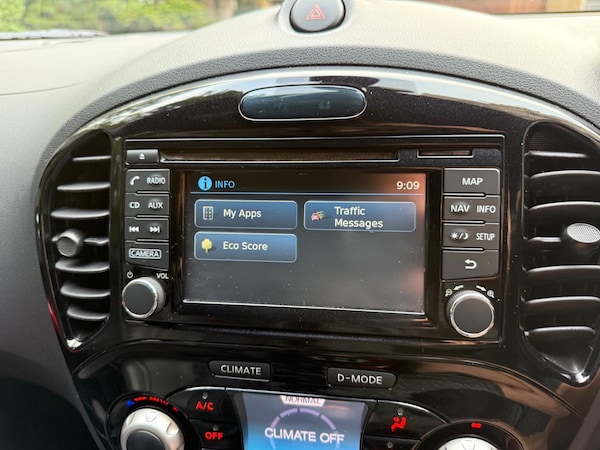 INFO 9:09
My Apps
Traffic
Messages
Eco Score
RADIO
CD AUX
CAMERA
VOL
MAP
NAV INFO
SETUP
CLIMATE
D-MODE
A/C
OFF
NORMAL
CLIMATE OFF